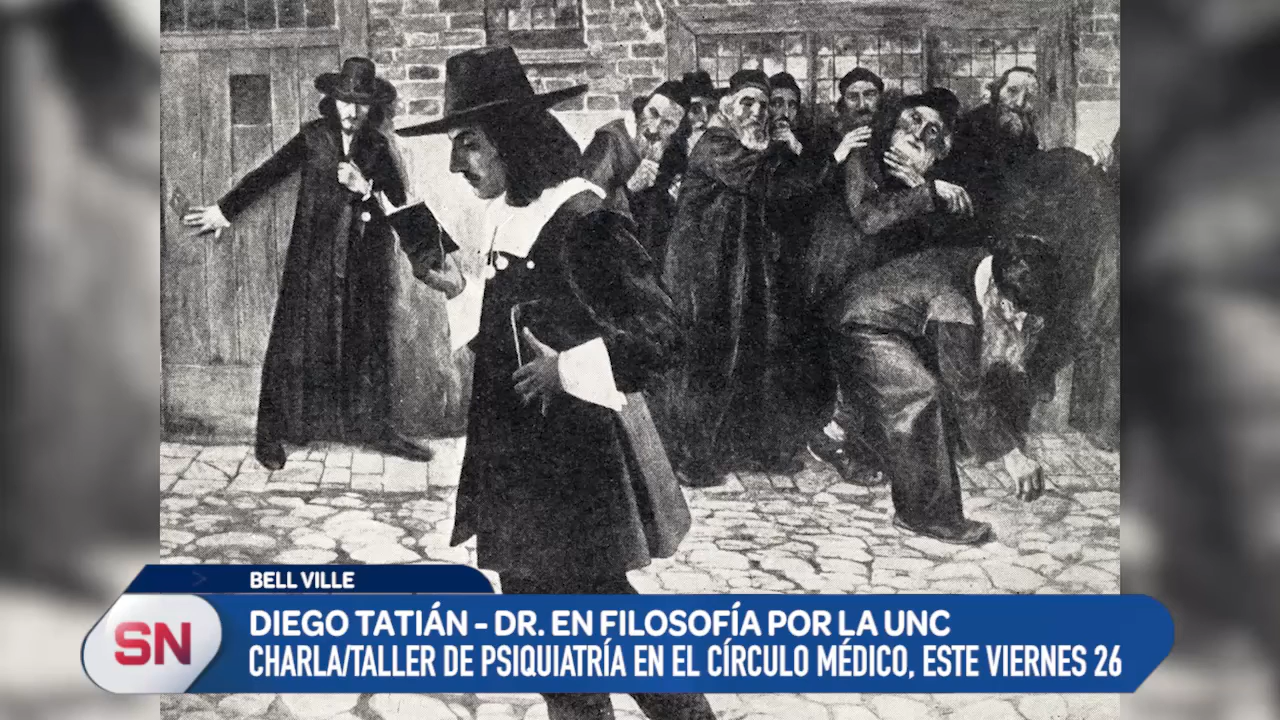 BELL VILLE
SN
DIEGO TATIÁN - DR. EN FILOSOFÍA POR LA UNC
CHARLA/TALLER DE PSIQUIATRÍA EN EL CÍRCULO MÉDICO, ESTE VIERNES 26